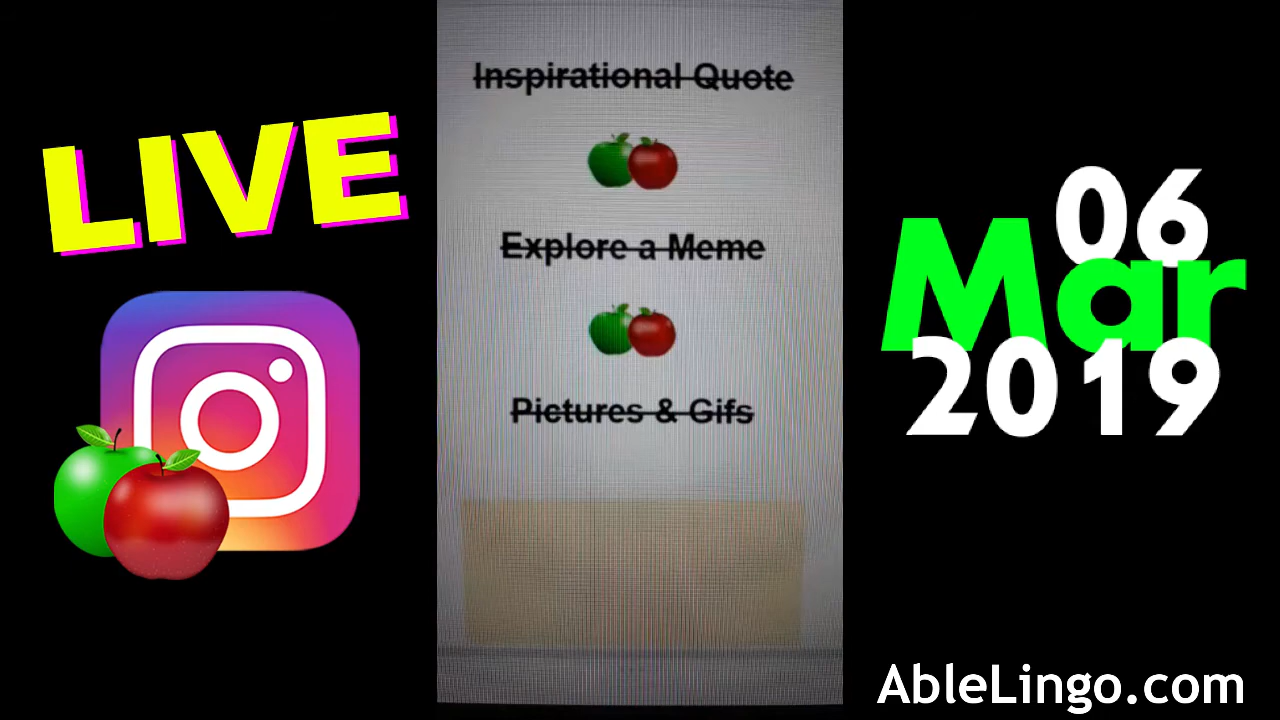 LIVE
Inspirational Quote
Explore a Meme
Pictures & Gifs
06
Mar
2019
AbleLingo.com